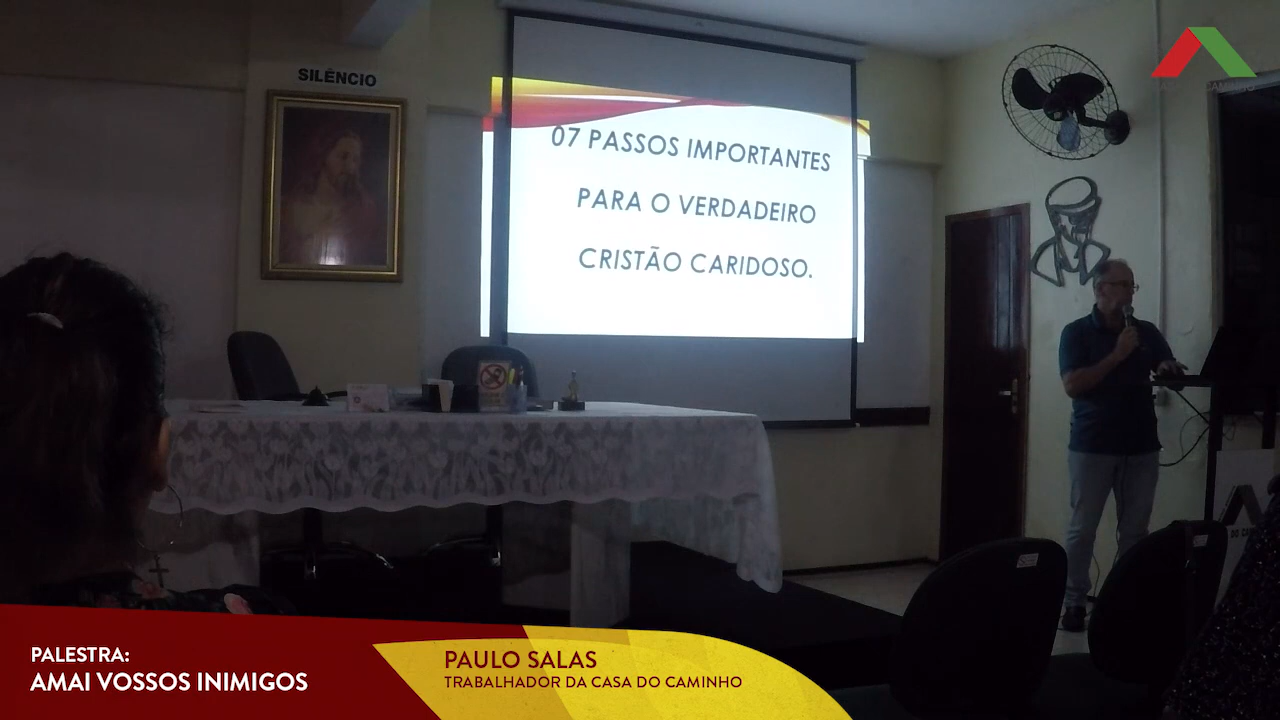 SILÊNCIO
07 PASSOS IMPORTANTES
PARA O VERDADEIRO
CRISTÃO CARIDOSO.
PALESTRA:
AMAI VOSSOS INIMIGOS
PAULO SALAS
TRABALHADOR DA CASA DO CAMINHO